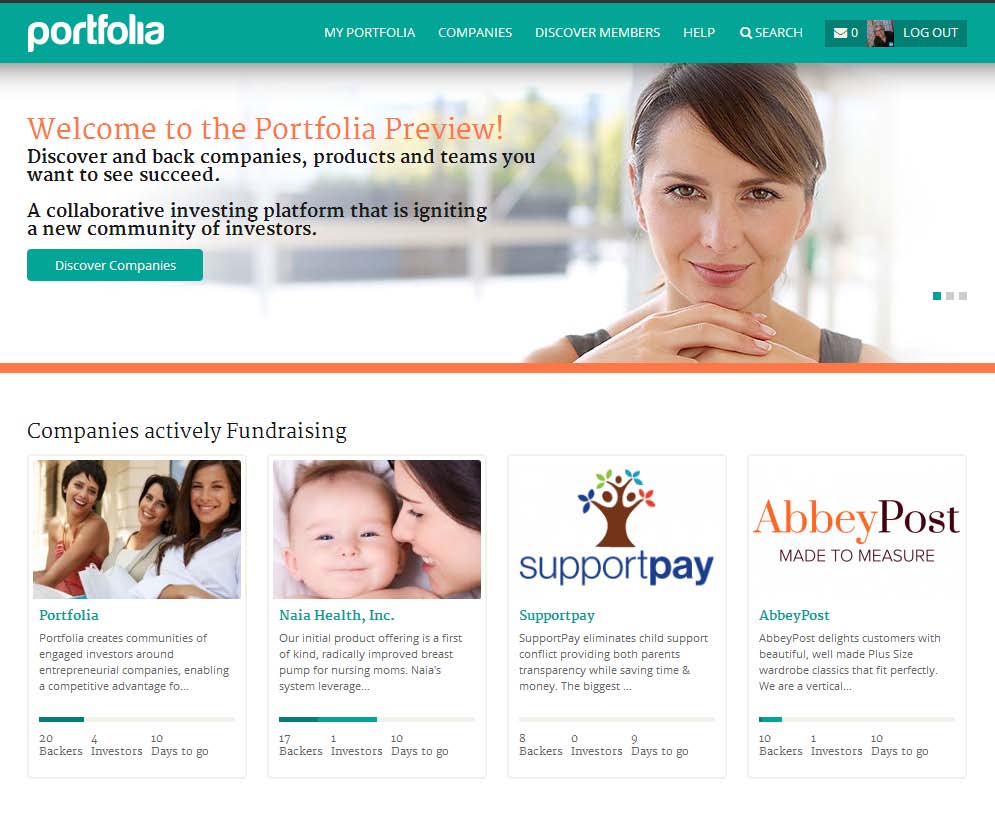 portfolia
MY PORTFOLIA COMPANIES DISCOVER MEMBERS HELP SEARCH 0 LOG OUT
Welcome to the Portfolia Preview!
Discover and back companies, products and teams you
want to see succeed.
A collaborative investing platform that is igniting
a new community of investors.
Discover Companies
Companies actively Fundraising
Portfolia
Portfolia creates communities of
engaged investors around
entrepreneurial companies, enabling
a competitive advantage fo...
20 4 10
Backers Investors Days to go
Naia Health, Inc.
Our initial product offering is a first
of kind, radically improved breast
pump for nursing moms. Naia's
system leverage...
17 1 10
Backers Investors Days to go
supportpay
Supportpay
SupportPay eliminates child support
conflict providing both parents
transparency while saving time &
money. The biggest ...
8 0 9
Backers Investors Days to go
AbbeyPost
MADE TO MEASURE
AbbeyPost
AbbeyPost delights customers with
beautiful, well made Plus Size
wardrobe classics that fit perfectly.
We are a vertical...
10 1 10
Backers Investors Days to go